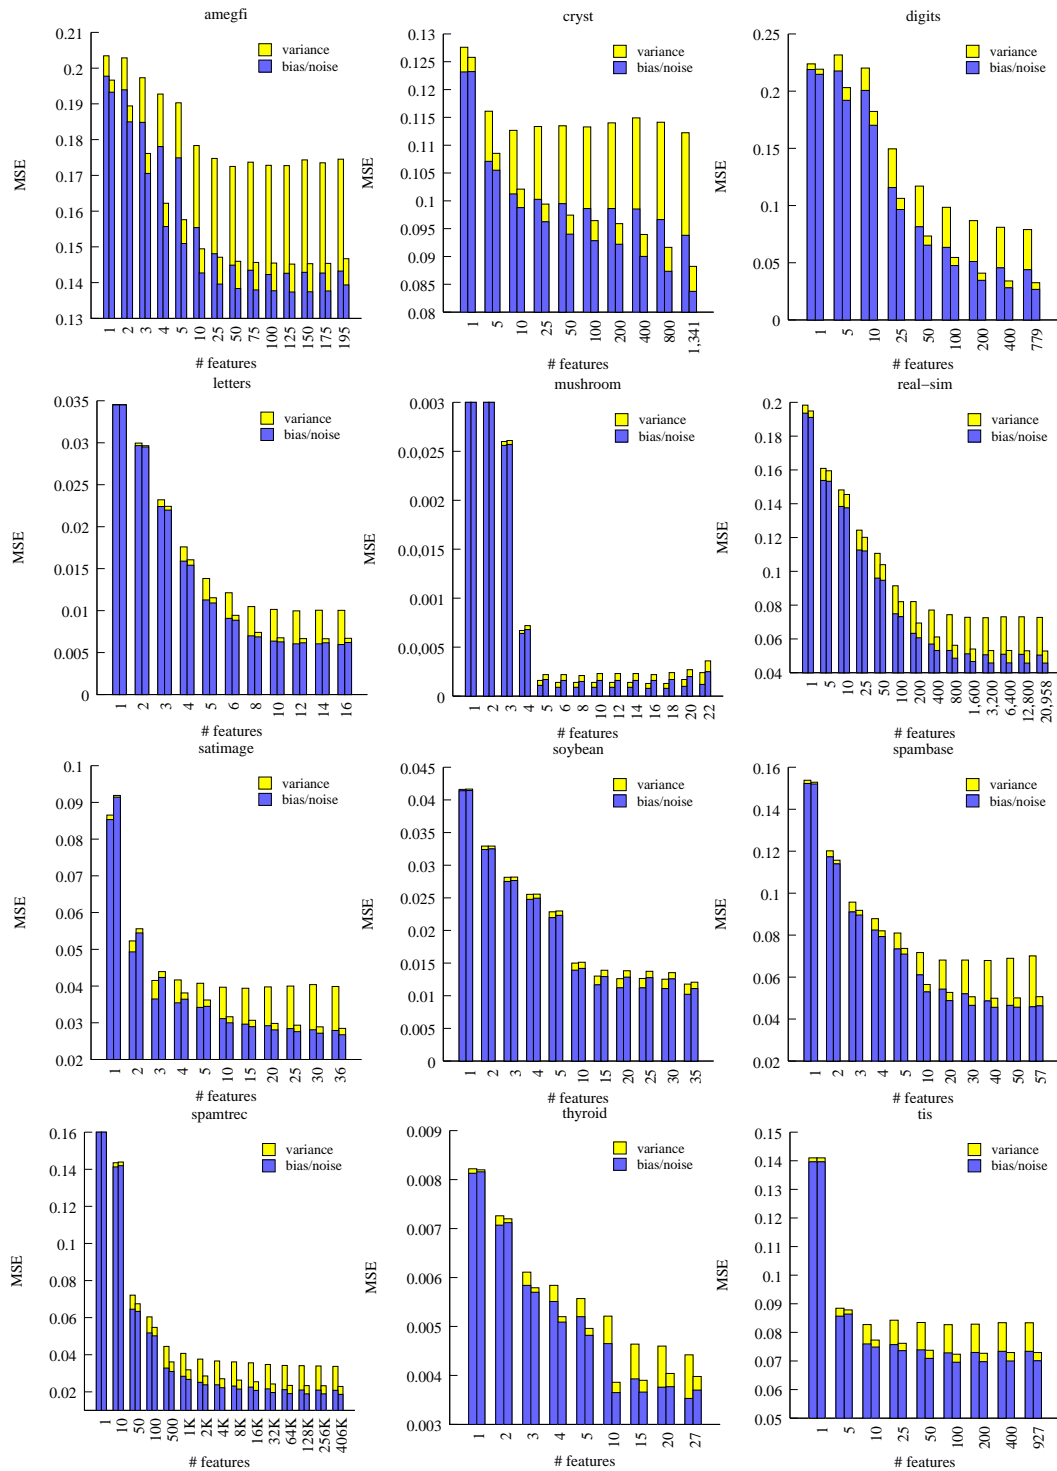 amegfi
0.21
0.2
0.19
0.18
0.17
0.16
0.15
0.14
0.13
MSE
variance
bias/noise
1 2 3 4 5 10 25 50 75 100 125 150 175 195
# features
cryst
0.13
0.125
0.12
0.115
0.11
0.105
0.1
0.095
0.09
0.085
0.08
MSE
variance
bias/noise
1 5 10 25 50 100 200 400 800 1,341
# features
digits
0.25
0.2
0.15
0.1
0.05
0
MSE
variance
bias/noise
1 5 10 25 50 100 200 400 779
# features
letters
0.035
0.03
0.025
0.02
0.015
0.01
0.005
0
MSE
variance
bias/noise
1 2 3 4 5 6 8 10 12 14 16
# features
mushroom
0.003
0.0,025
0.002
0.0,015
0.001
0.0,005
0
MSE
variance
bias/noise
1 2 3 4 5 6 8 10 12 14 16 18 20 22
# features
real−sim
0.2
0.18
0.16
0.14
0.12
0.1
0.08
0.06
0.04
MSE
variance
bias/noise
1 5 10 25 50 100 200 400 800 1,600 3,200 6,400 12,800 20,958
# features
satimage
0.1
0.09
0.08
0.07
0.06
0.05
0.04
0.03
0.02
MSE
variance
bias/noise
1 2 3 4 5 10 15 20 25 30 36
# features
soybean
0.045
0.04
0.035
0.03
0.025
0.02
0.015
0.01
0.005
0
MSE
variance
bias/noise
1 2 3 4 5 10 15 20 25 30 35
# features
spambase
0.16
0.14
0.12
0.1
0.08
0.06
0.04
0.02
MSE
variance
bias/noise
1 2 3 4 5 10 20 30 40 50 57
# features
spamtrec
0.16
0.14
0.12
0.1
0.08
0.06
0.04
0.02
MSE
variance
bias/noise
1 10 50 100 500 1K 2K 4K 8K 16K 32K 64K 128K 256K 406K
# features
thyroid
0.009
0.008
0.007
0.006
0.005
0.004
0.003
MSE
variance
bias/noise
1 2 3 4 5 10 15 20 27
# features
tis
0.15
0.14
0.13
0.12
0.11
0.1
0.09
0.08
0.07
0.06
0.05
MSE
variance
bias/noise
1 5 10 25 50 100 200 400 927
# features